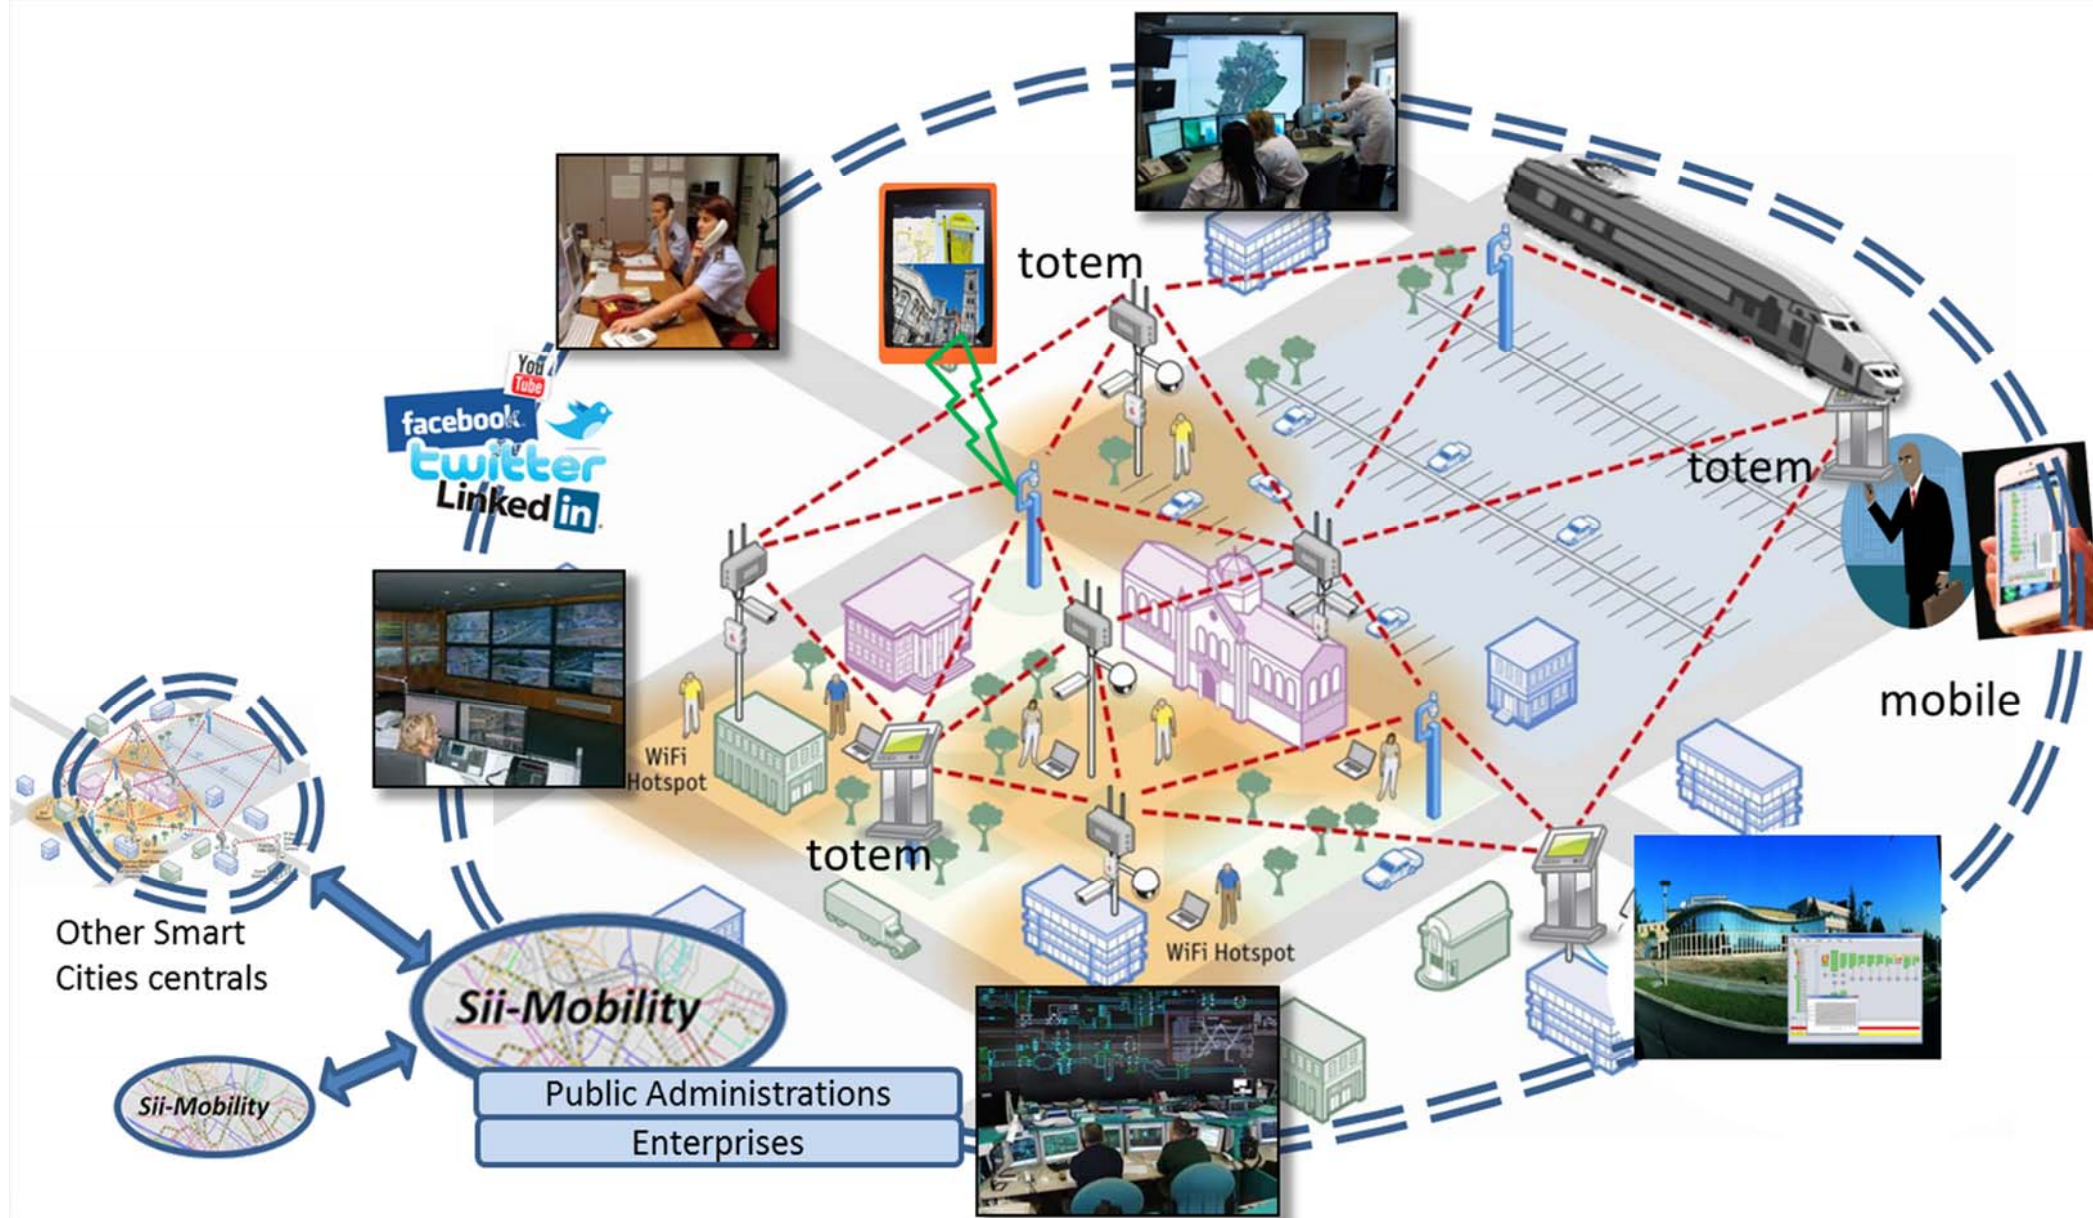 totem
You
Tube
facebook
twitter
Linked in
totem
mobile
WiFi
Hotspot
totem
WiFi Hotspot
Other Smart
Cities centrals
Sii-Mobility
Sii-Mobility
Public Administrations
Enterprises